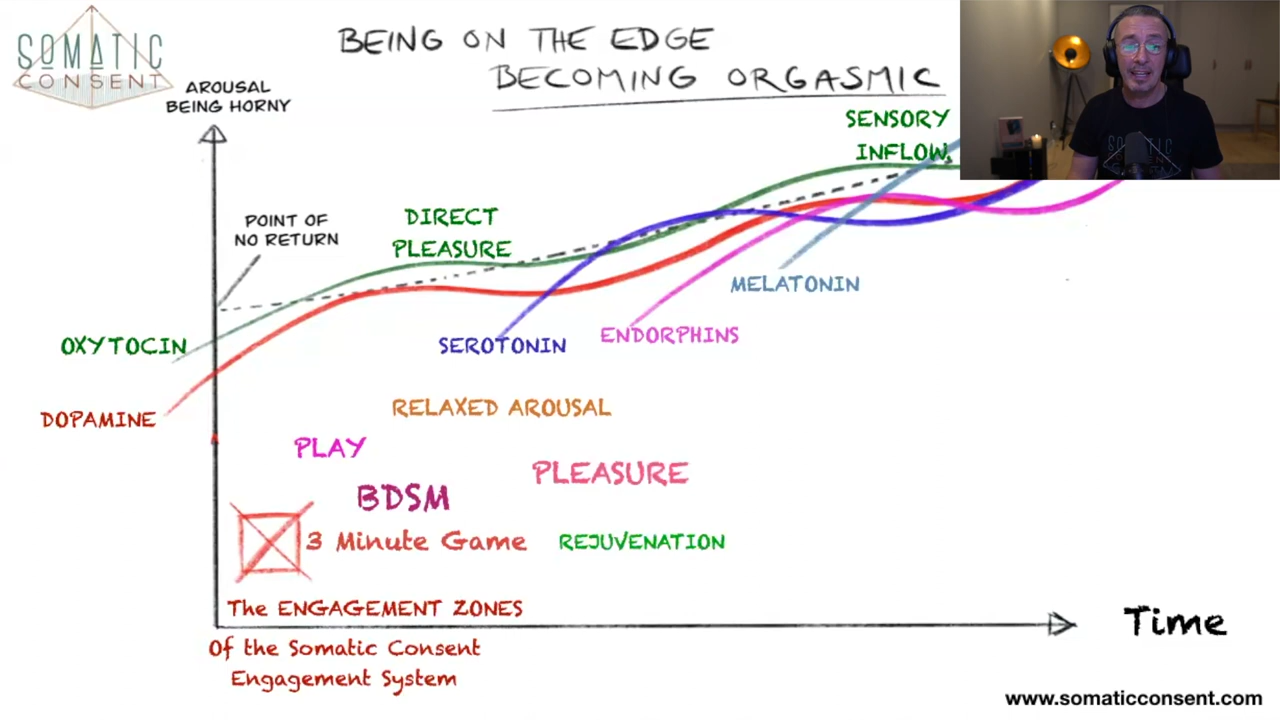 SOMATIC
CONSENT
BEING ON THE EDGE
BECOMING ORGASMIC
AROUSAL
BEING HORNY
SENSORY
INFLOW
POINT OF
NO RETURN
DIRECT
PLEASURE
MELATONIN
OXYTOCIN
SEROTONIN
ENDORPHINS
DOPAMINE
RELAXED AROUSAL
PLAY
PLEASURE
BDSM
3 Minute Game
REJUVENATION
The ENGAGEMENT ZONES
Of the Somatic Consent
Engagement System
Time
www.somaticconsent.com
SOMATIC